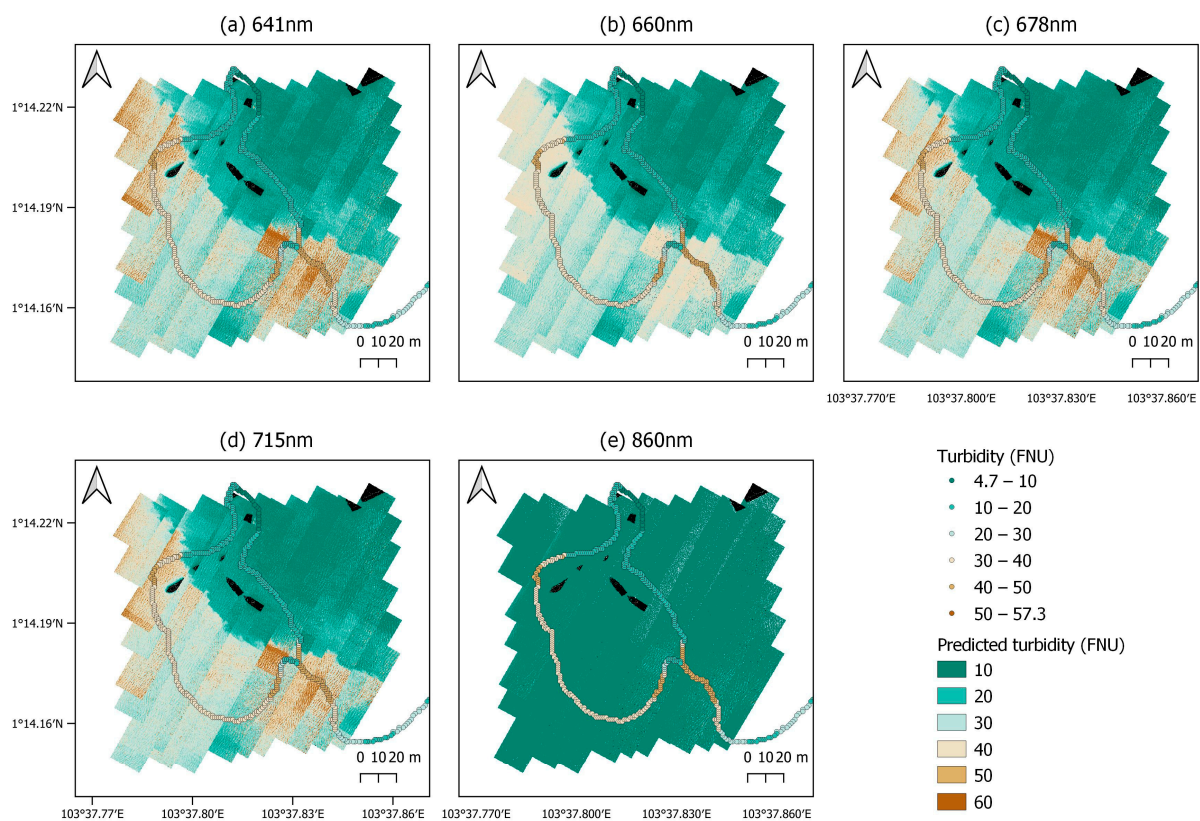 (a) 641nm
(b) 660nm
(c) 678nm
1°14.22′N
1°14.19′N
1°14.16′N
0 10 20 m
0 10 20 m
0 10 20 m
103°37.770′E 103°37.800′E 103°37.830′E 103°37.860′E
(d) 715nm
(e) 860nm
1°14.22′N
1°14.19′N
1°14.16′N
0 10 20 m
0 10 20 m
103°37.77′E 103°37.80′E 103°37.83′E 103°37.86′E
103°37.770′E 103°37.800′E 103°37.830′E 103°37.860′E
Turbidity (FNU)
4.7 – 10
10 – 20
20 – 30
30 – 40
40 – 50
50 – 57.3
Predicted turbidity (FNU)
10
20
30
40
50
60